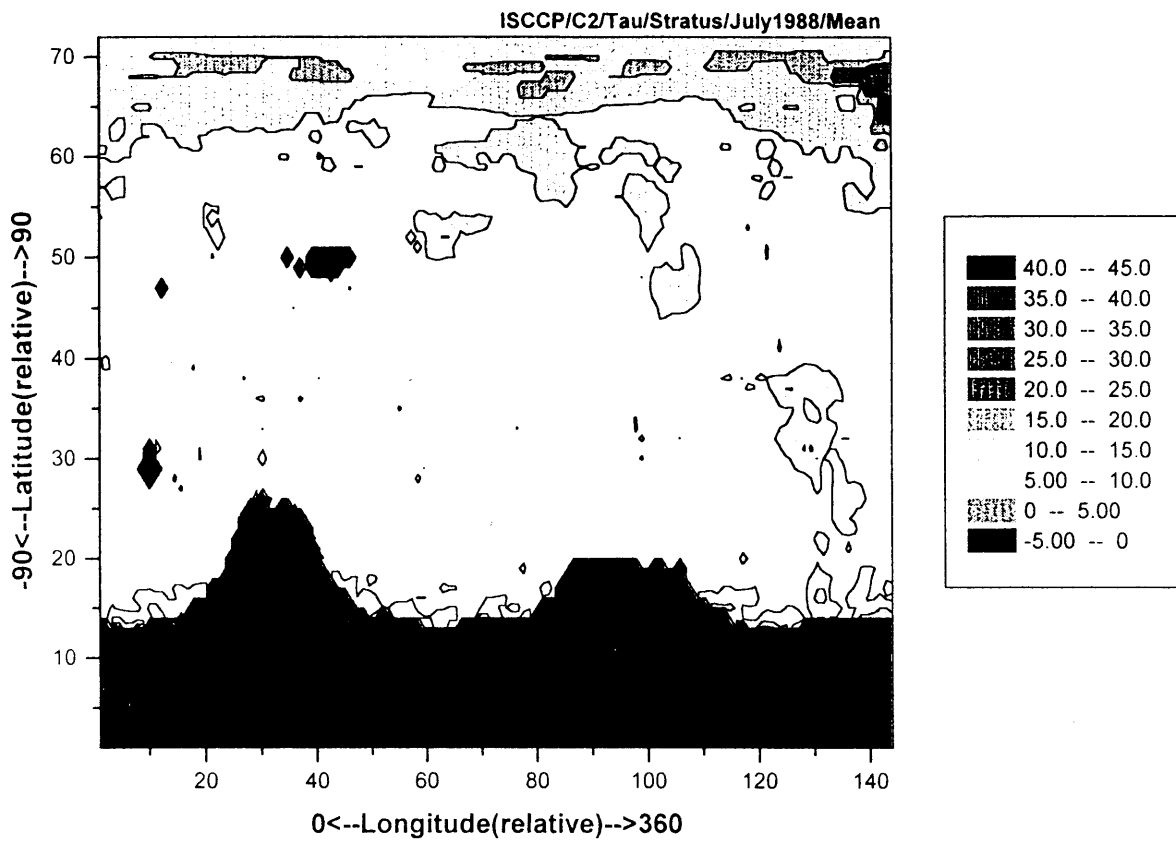 ISCCP/C2/Tau/Stratus/July1988/Mean
70
60
50
40
30
20
10
-90<--Latitude(relative)-->90
20 40 60 80 100 120 140
0<--Longitude(relative)-->360
40.0 -- 45.0
35.0 -- 40.0
30.0 -- 35.0
25.0 -- 30.0
20.0 -- 25.0
15.0 -- 20.0
10.0 -- 15.0
5.00 -- 10.0
0 -- 5.00
-5.00 -- 0